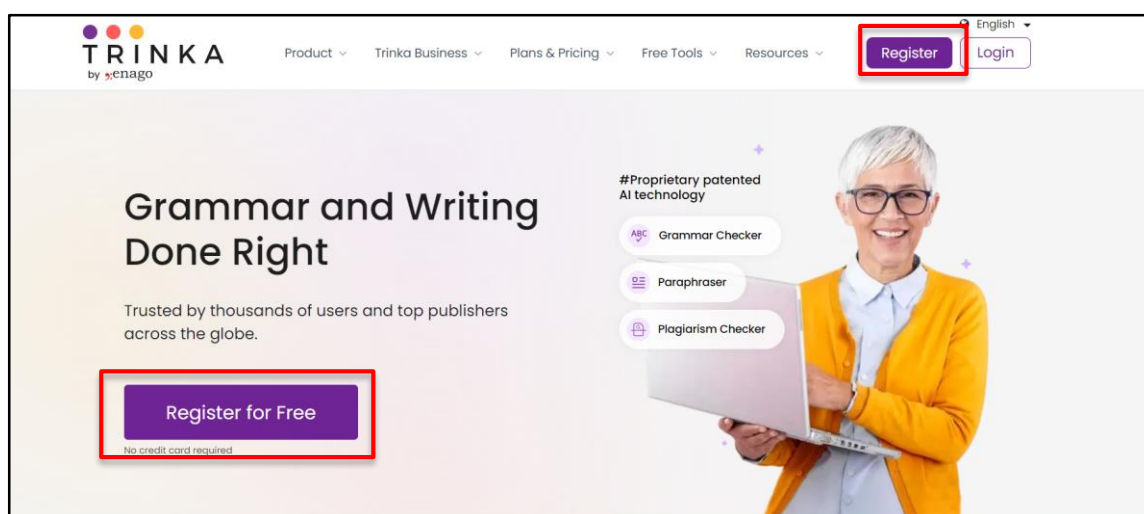 English
TRINKA
by enago
Product
Trinka Business
Plans & Pricing
Free Tools
Resources
Register
Login
#Proprietary patented
AI technology
Grammar and Writing
Done Right
ABC
Grammar Checker
Paraphraser
Plagiarism Checker
Trusted by thousands of users and top publishers
across the globe.
Register for Free
No credit card required